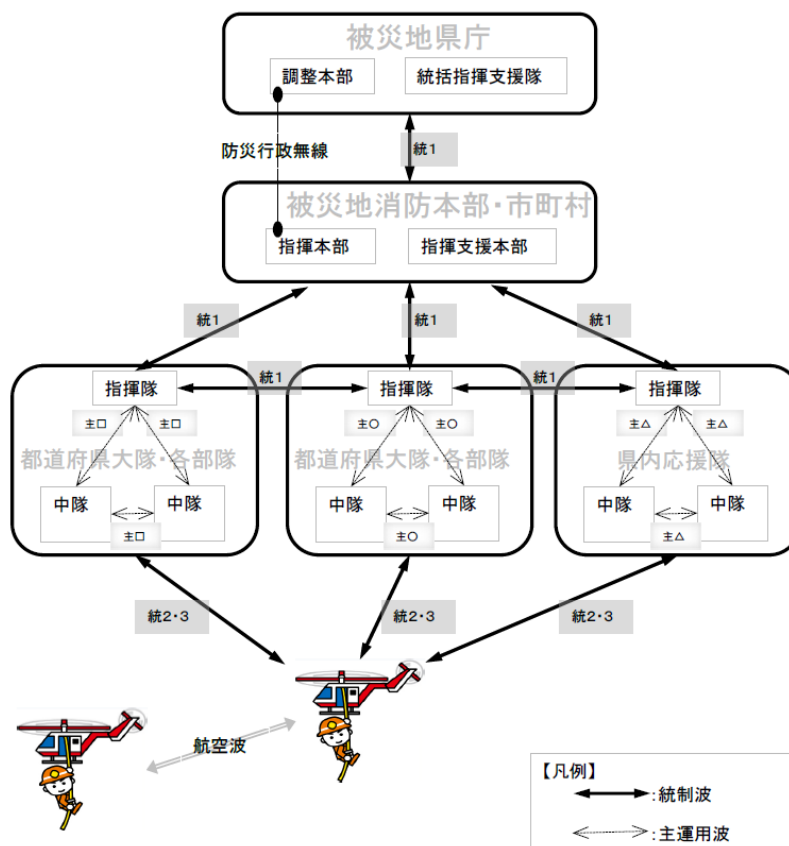 被災地県庁
調整本部
統括指揮支援隊
防災行政無線
統1
被災地消防本部・市町村
指揮本部
指揮支援本部
統1
統1
統1
指揮隊
統1
指揮隊
統1
指揮隊
主□
主□
主○
主○
主△
主△
都道府県大隊・各部隊
都道府県大隊・各部隊
県内応援隊
中隊
中隊
中隊
中隊
中隊
中隊
主□
主○
主△
統2・3
統2・3
統2・3
航空波
【凡例】
:統制波
:主運用波